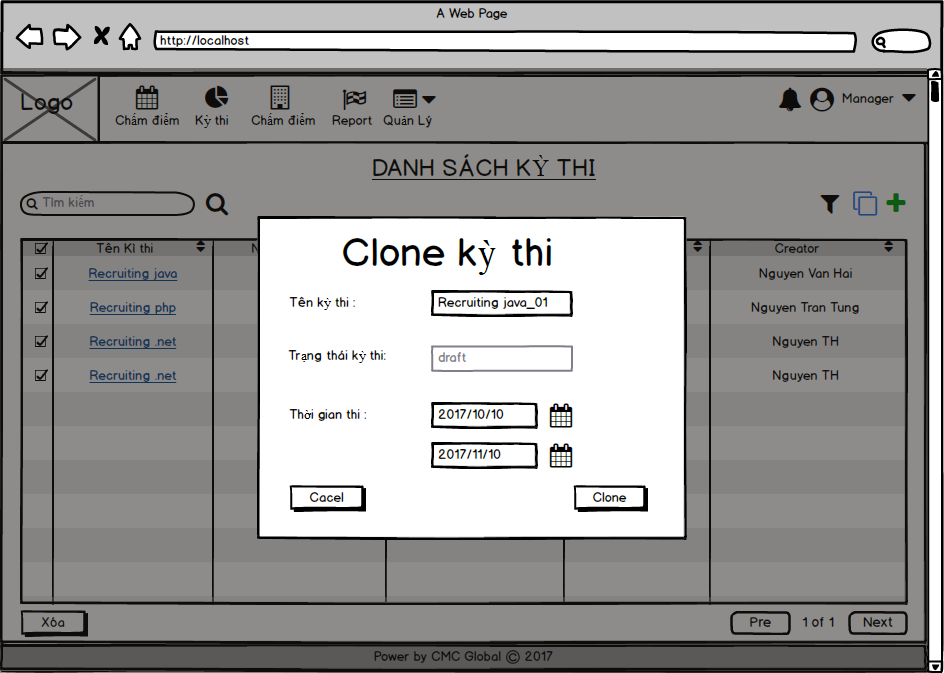 A Web Page
http://localhost
Logo
Chấm điểm
Kỳ thi
Chấm điểm
Report
Quản Lý
Manager
DANH SÁCH KỲ THI
Tìm kiếm
Tên Kì thi
N
Creator
Recruiting java
Nguyen Van Hai
Recruiting php
Nguyen Tran Tung
Recruiting .net
Nguyen TH
Recruiting .net
Nguyen TH
Clone kỳ thi
Tên kỳ thi :
Recruiting java_01
Trạng thái kỳ thi:
draft
Thời gian thi :
2017/10/10
2017/11/10
Cacel
Clone
Xóa
Pre
1 of 1
Next
Power by CMC Global © 2017